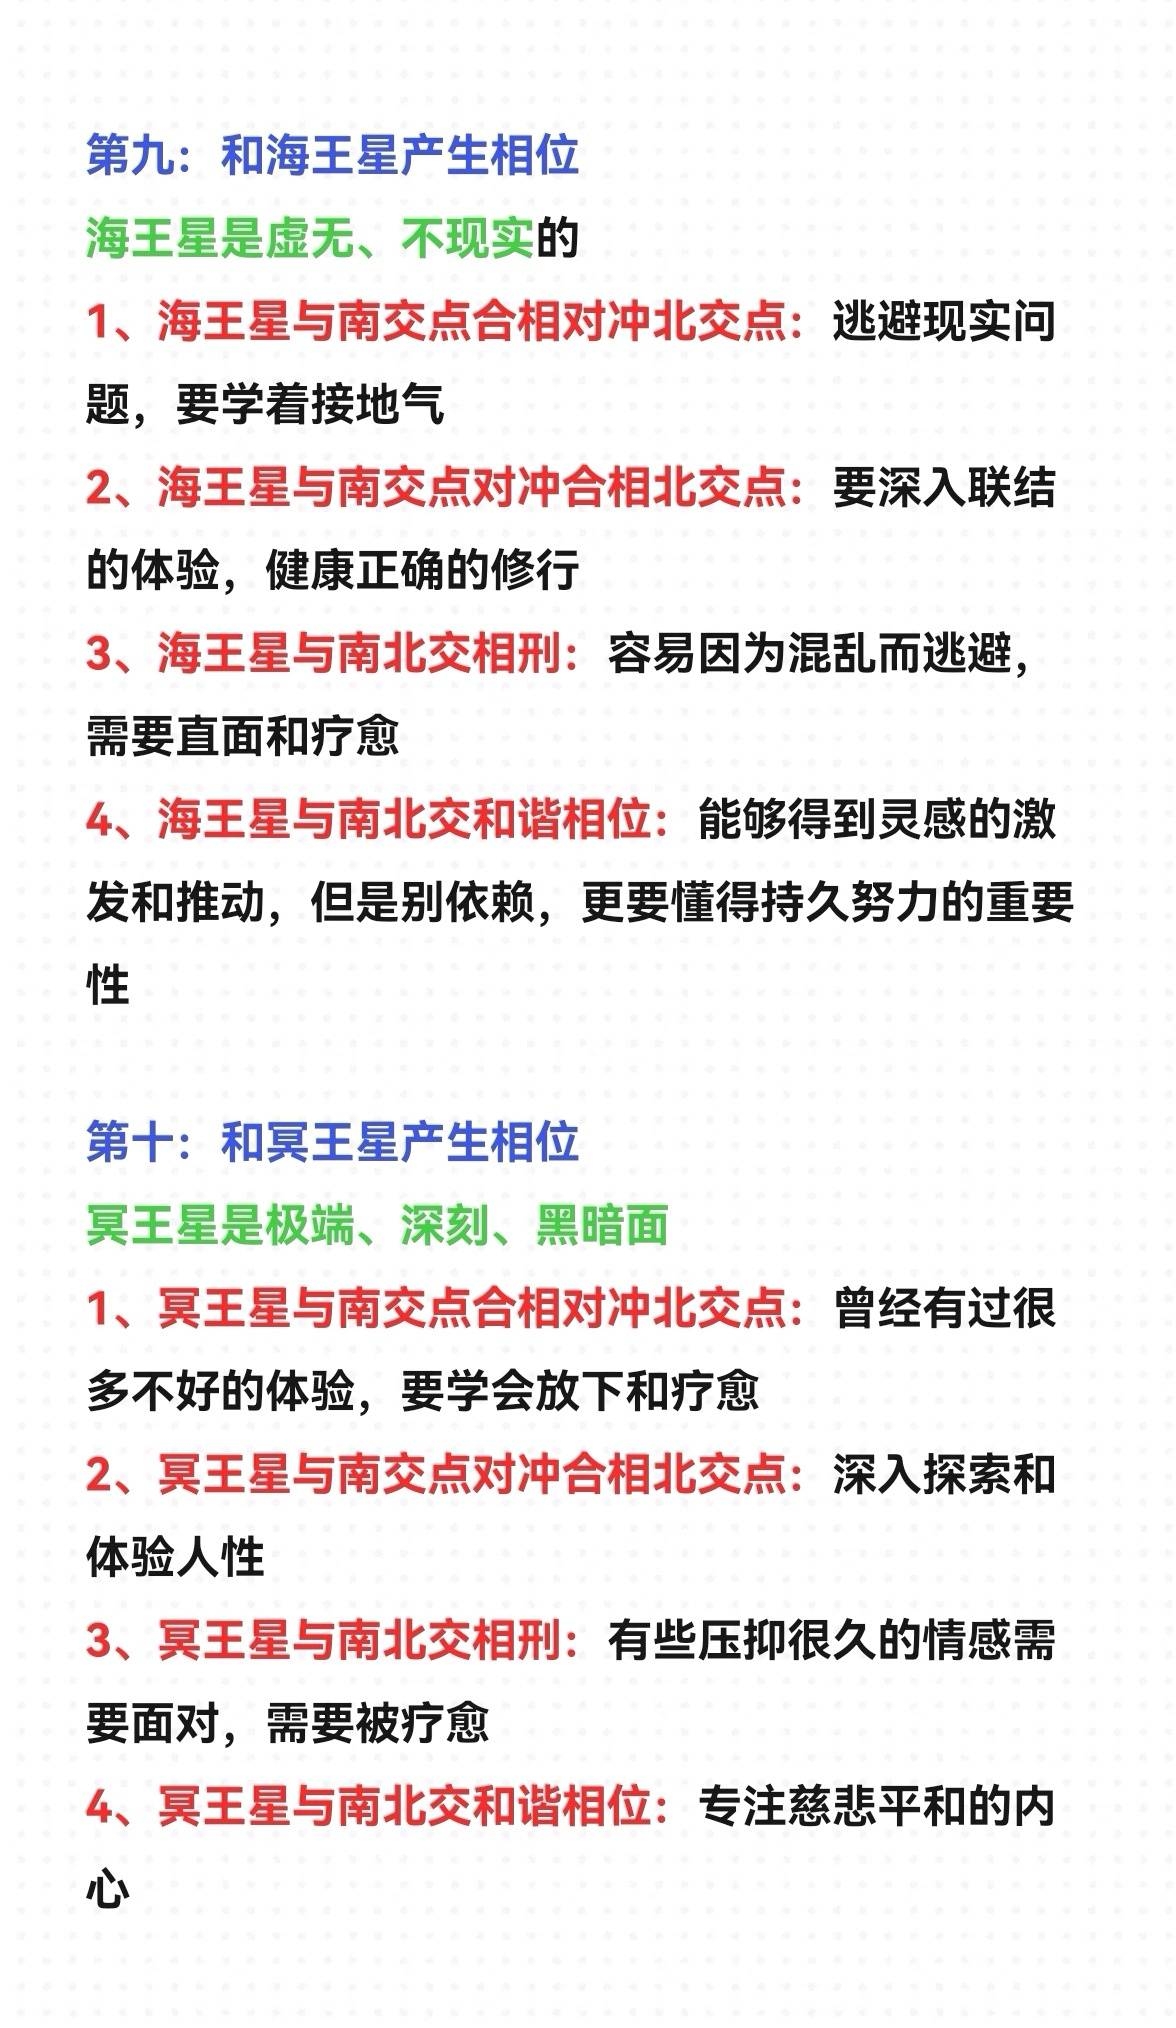 第九：和海王星产生相位
海王星是虚无、不现实的
1、海王星与南交点合相对冲北交点：逃避现实问
题，要学着接地气
2、海王星与南交点对冲合相北交点：要深入联结
的体验，健康正确的修行
3、海王星与南北交相刑：容易因为混乱而逃避，
需要直面和疗愈
4、海王星与南北交和谐相位：能够得到灵感的激
发和推动，但是别依赖，更要懂得持久努力的重要
性
第十：和冥王星产生相位
冥王星是极端、深刻、黑暗面
1、冥王星与南交点合相对冲北交点：曾经有过很
多不好的体验，要学会放下和疗愈
2、冥王星与南交点对冲合相北交点：深入探索和
体验人性
3、冥王星与南北交相刑：有些压抑很久的情感需
要面对，需要被疗愈
4、冥王星与南北交和谐相位：专注慈悲平和的内
心